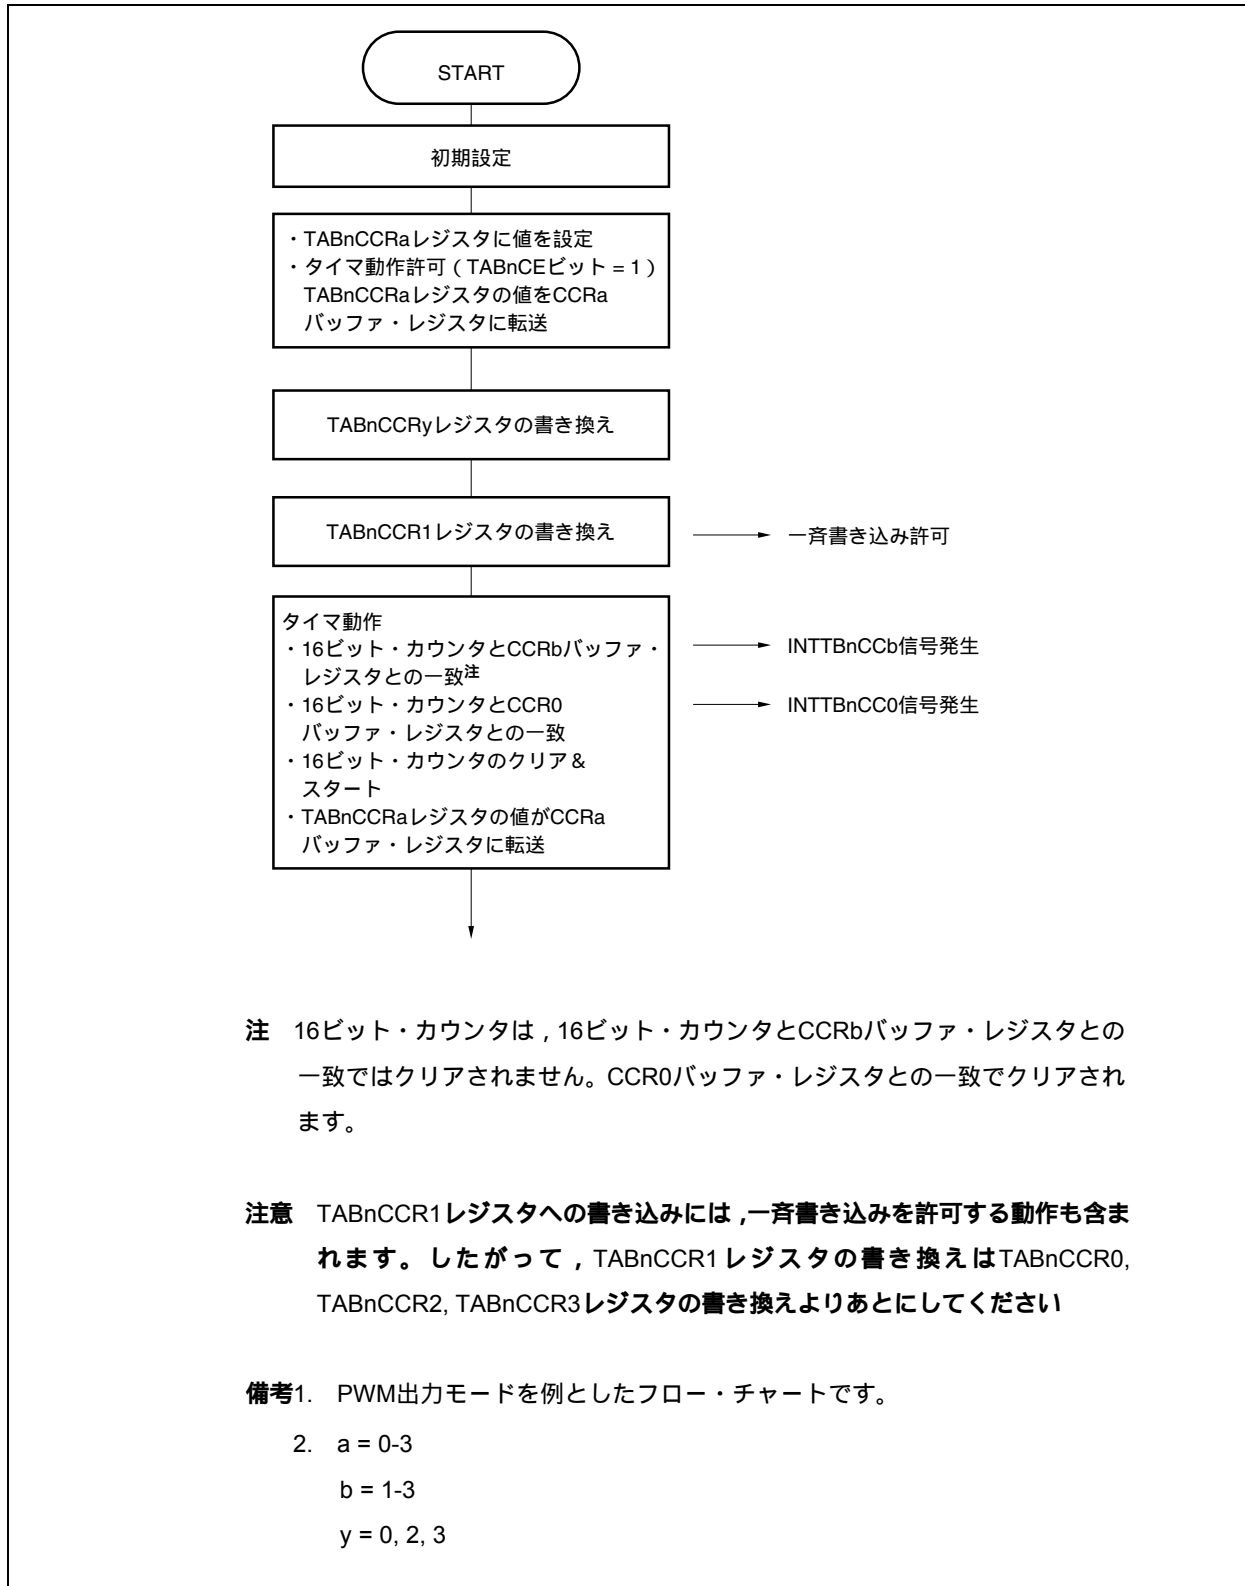 START
初期設定
・TABnCCRaレジスタに値を設定
・タイマ動作許可（TABnCEビット = 1）
TABnCCRaレジスタの値をCCRa
バッファ・レジスタに転送
TABnCCRyレジスタの書き換え
TABnCCR1レジスタの書き換え
一斉書き込み許可
タイマ動作
・16ビット・カウンタとCCRbバッファ・
レジスタとの一致注
・16ビット・カウンタとCCR0
バッファ・レジスタとの一致
・16ビット・カウンタのクリア＆
スタート
・TABnCCRaレジスタの値がCCRa
バッファ・レジスタに転送
INTTBnCCb信号発生
INTTBnCC0信号発生
注 16ビット・カウンタは，16ビット・カウンタとCCRbバッファ・レジスタとの
一致ではクリアされません。CCR0バッファ・レジスタとの一致でクリアされ
ます。
注意 TABnCCR1レジスタへの書き込みには，一斉書き込みを許可する動作も含ま
れます。したがって，TABnCCR1レジスタの書き換えはTABnCCR0,
TABnCCR2, TABnCCR3レジスタの書き換えよりあとにしてください
備考1. PWM出力モードを例としたフロー・チャートです。
2. a = 0-3
b = 1-3
y = 0, 2, 3